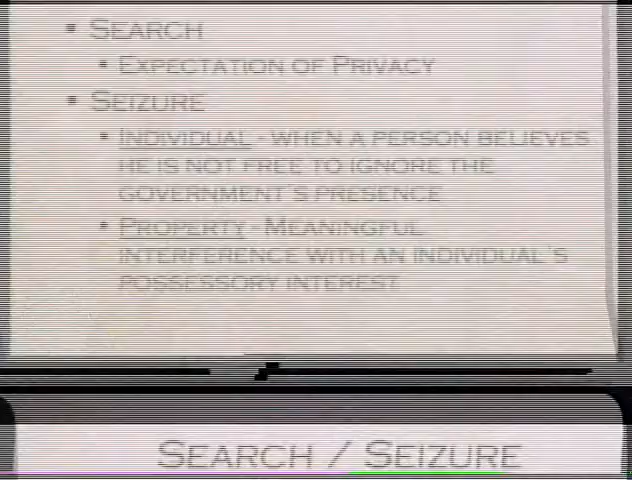 ▪ SEARCH
▪ EXPECTATION OF PRIVACY
▪ SEIZURE
▪ INDIVIDUAL - WHEN A PERSON BELIEVES
HE IS NOT FREE TO IGNORE THE
GOVERNMENT'S PRESENCE
▪ PROPERTY - MEANINGFUL
INTERFERENCE WITH AN INDIVIDUAL'S
POSSESSORY INTEREST
SEARCH / SEIZURE